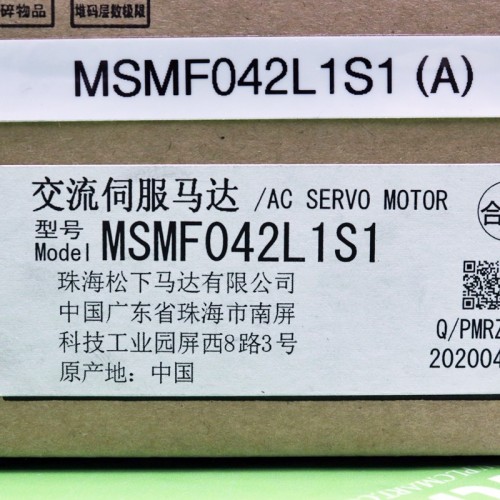 碎物品 堆码层数极限
MSMF042L1S1 (A)
交流伺服马达 /AC SERVO MOTOR
型号
Model MSMF042L1S1
合
珠海松下马达有限公司
中国广东省珠海市南屏
科技工业园屏西8路3号
原产地: 中国
Q/PMRZ
202004